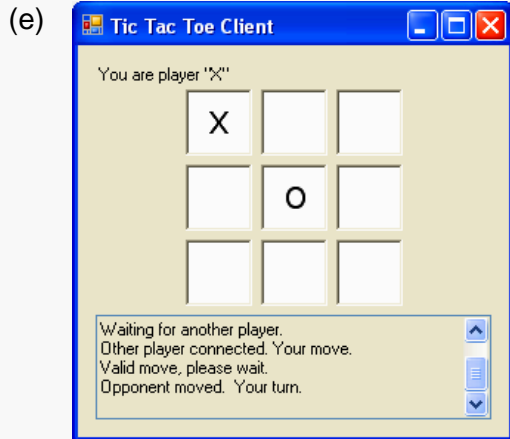 (e)
Tic Tac Toe Client
You are player "X"
X
O
Waiting for another player.
Other player connected. Your move.
Valid move, please wait.
Opponent moved.  Your turn.